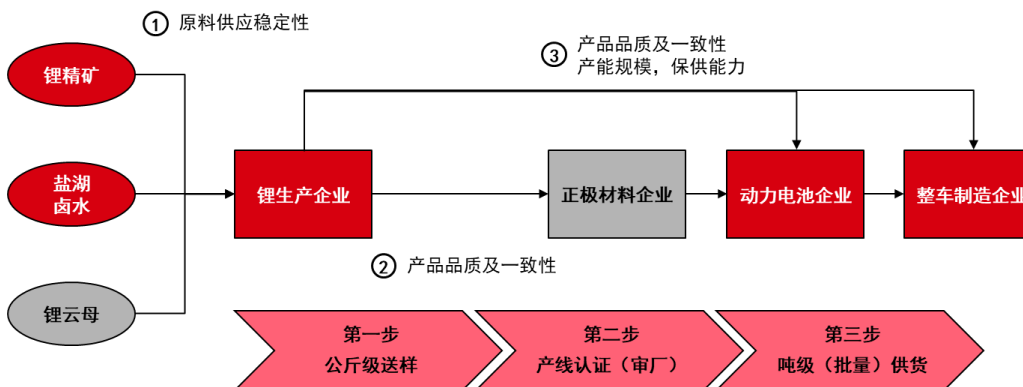 ① 原料供应稳定性
③ 产品品质及一致性
产能规模，保供能力
锂精矿
盐湖
卤水
锂云母
锂生产企业
正极材料企业
动力电池企业
整车制造企业
② 产品品质及一致性
第一步
公斤级送样
第二步
产线认证（审厂）
第三步
吨级（批量）供货